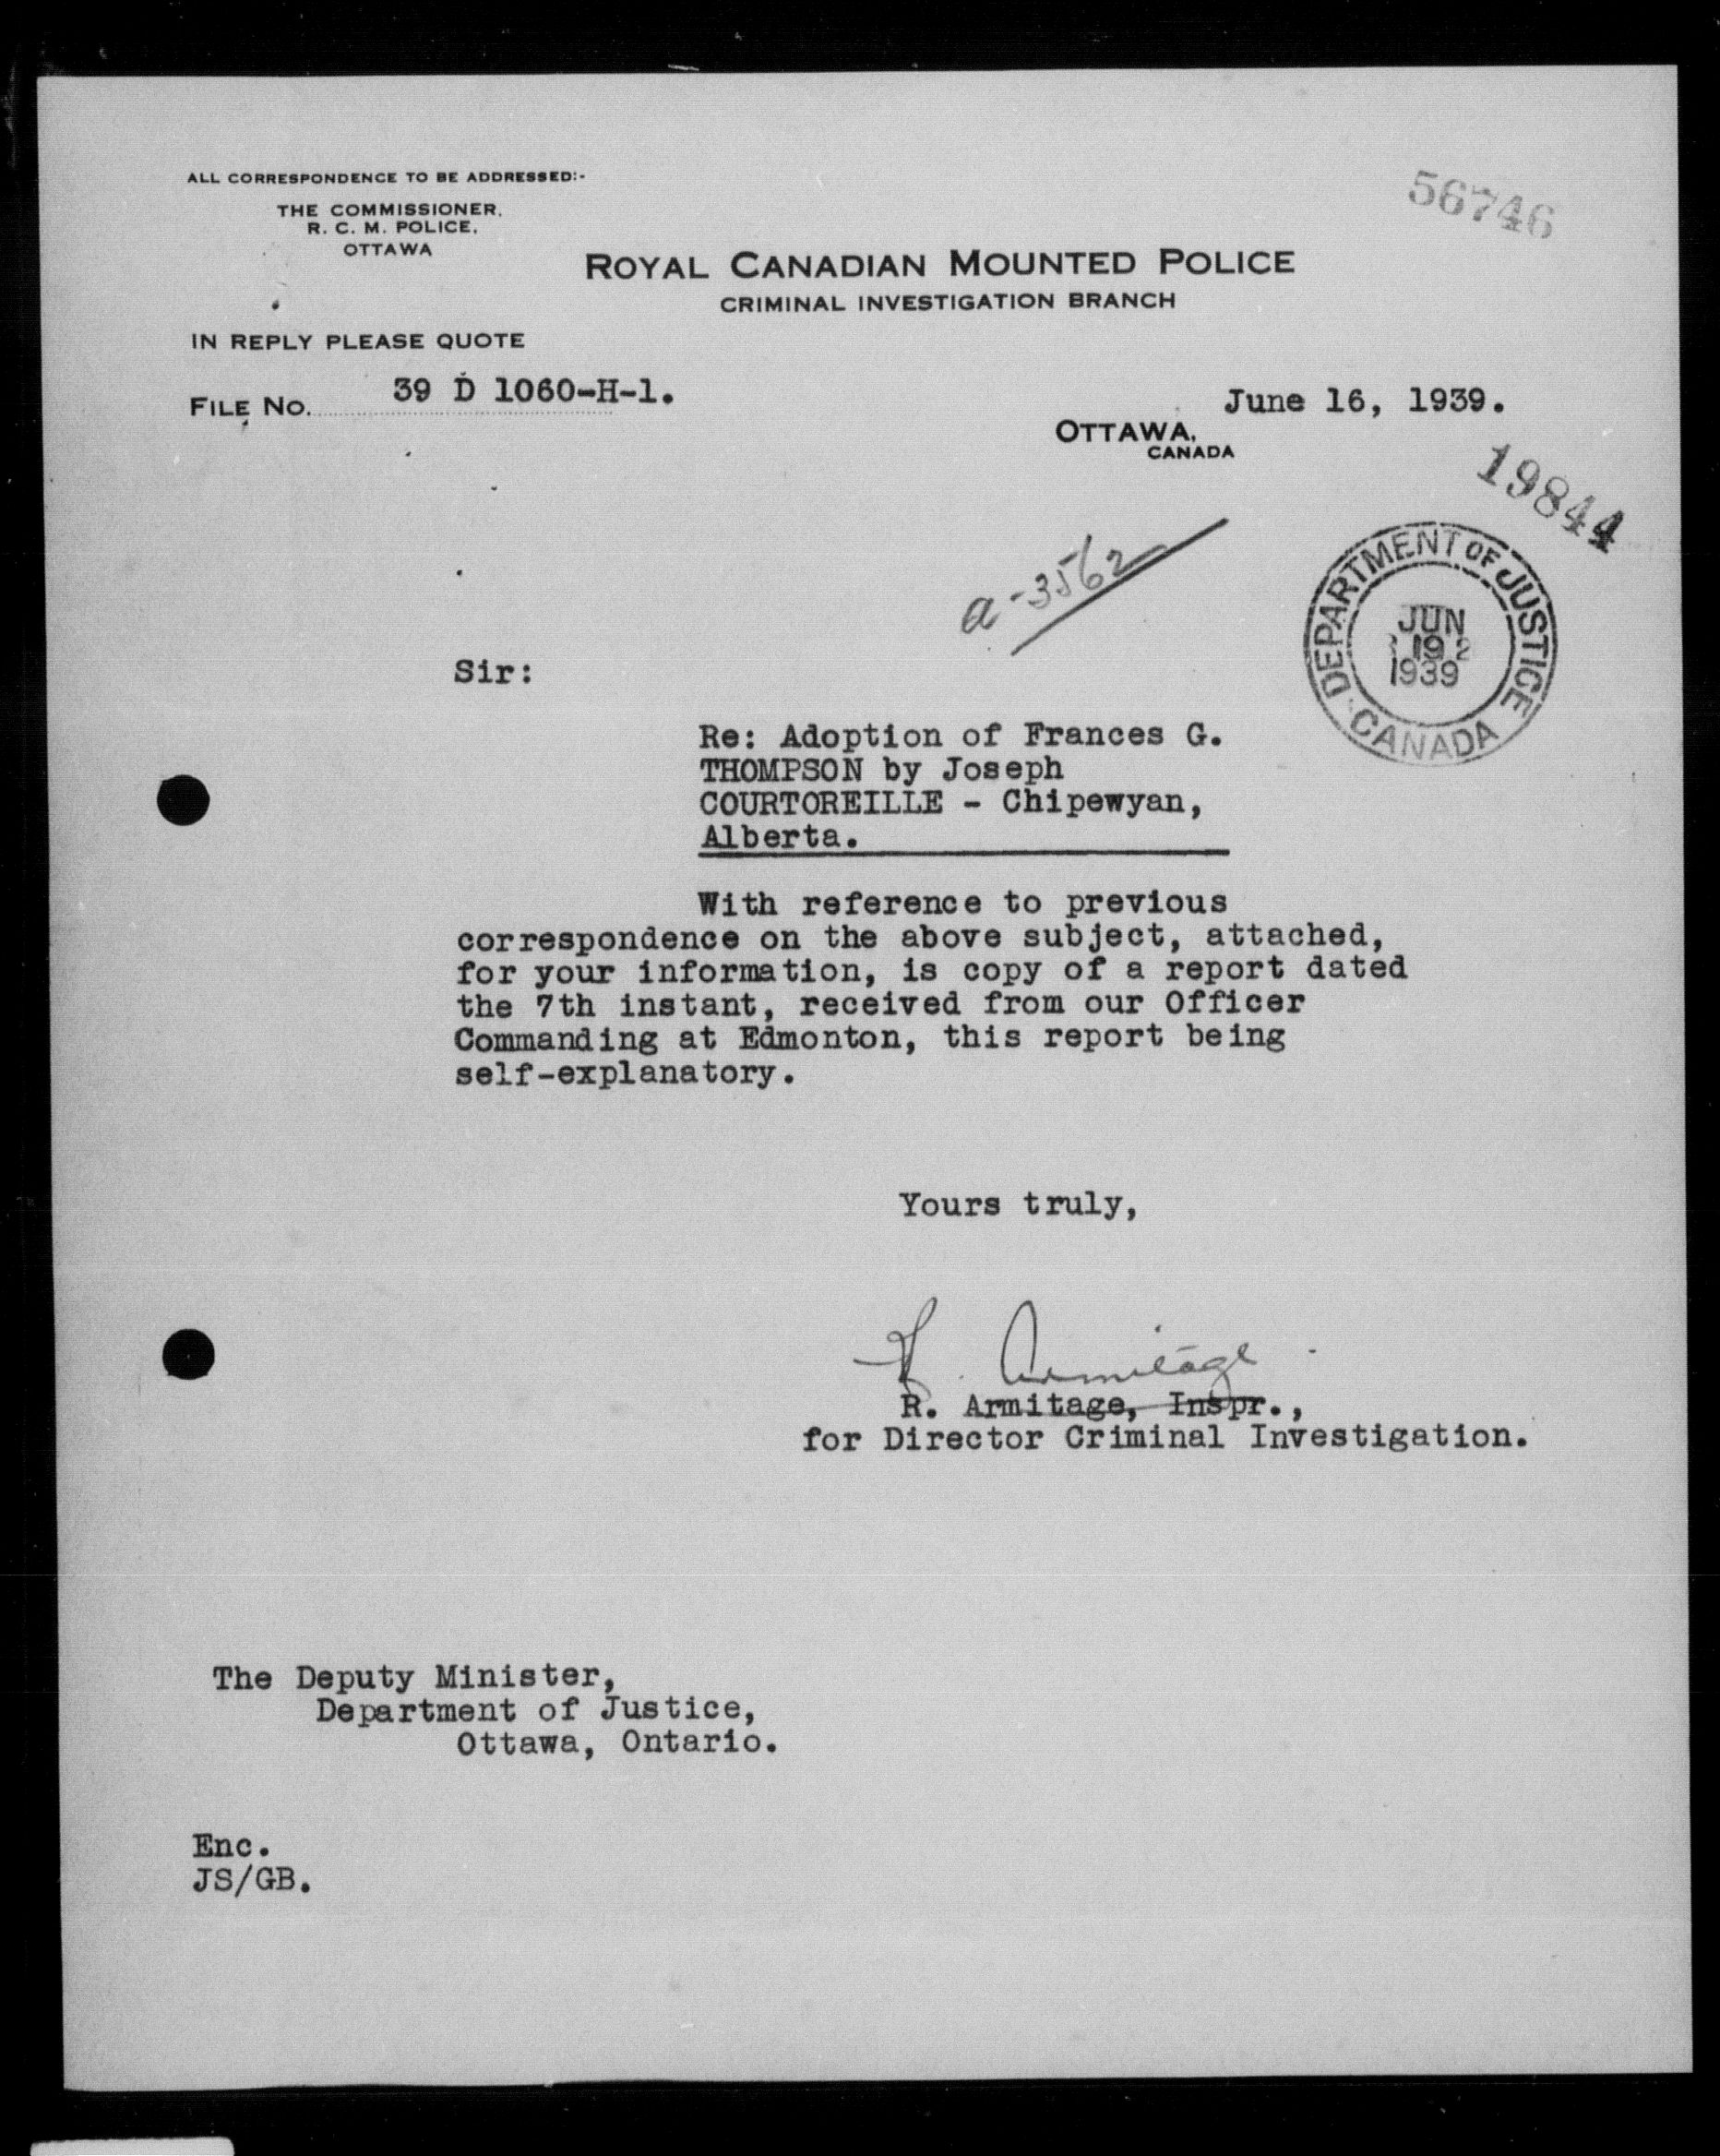 ALL CORRESPONDENCE TO BE ADDRESSED:-
THE COMMISSIONER,
R. C. M. POLICE,
OTTAWA
56746
ROYAL CANADIAN MOUNTED POLICE
CRIMINAL INVESTIGATION BRANCH
IN REPLY PLEASE QUOTE
FILE NO. 39 D 1060-H-1.
June 16, 1939.
OTTAWA,
CANADA
19844
a-3562
DEPARTMENT OF JUSTICE
JUN
19
1939
CANADA
Sir:
Re: Adoption of Frances G.
THOMPSON by Joseph
COURTOREILLE - Chipewyan,
Alberta.
With reference to previous
correspondence on the above subject, attached,
for your information, is copy of a report dated
the 7th instant, received from our Officer
Commanding at Edmonton, this report being
self-explanatory.
Yours truly,
R. Armitage
R. Armitage, Inspr.,
for Director Criminal Investigation.
The Deputy Minister,
Department of Justice,
Ottawa, Ontario.
Enc.
JS/GB.